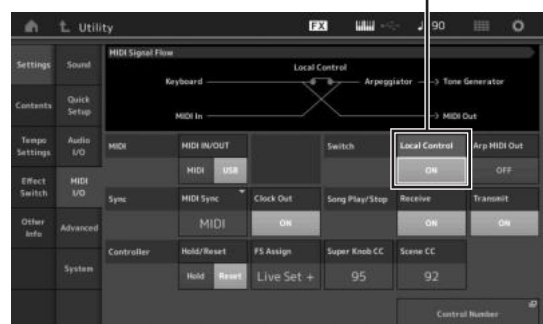 Utility FX ♩ 90
Settings Sound
Contents Quick Setup
Tempo Settings Audio I/O
Effect Switch MIDI I/O
Other Info Advanced
System
MIDI Signal Flow
Local Control
Keyboard Arpeggiator Tone Generator
MIDI In MIDI Out
MIDI MIDI IN/OUT Switch Local Control Arp MIDI Out
MIDI USB ON OFF
Sync MIDI Sync Clock Out Song Play/Stop Receive Transmit
MIDI ON ON ON
Controller Hold/Reset FS Assign Super Knob CC Scene CC
Hold Reset Live Set + 95 92
Control Number